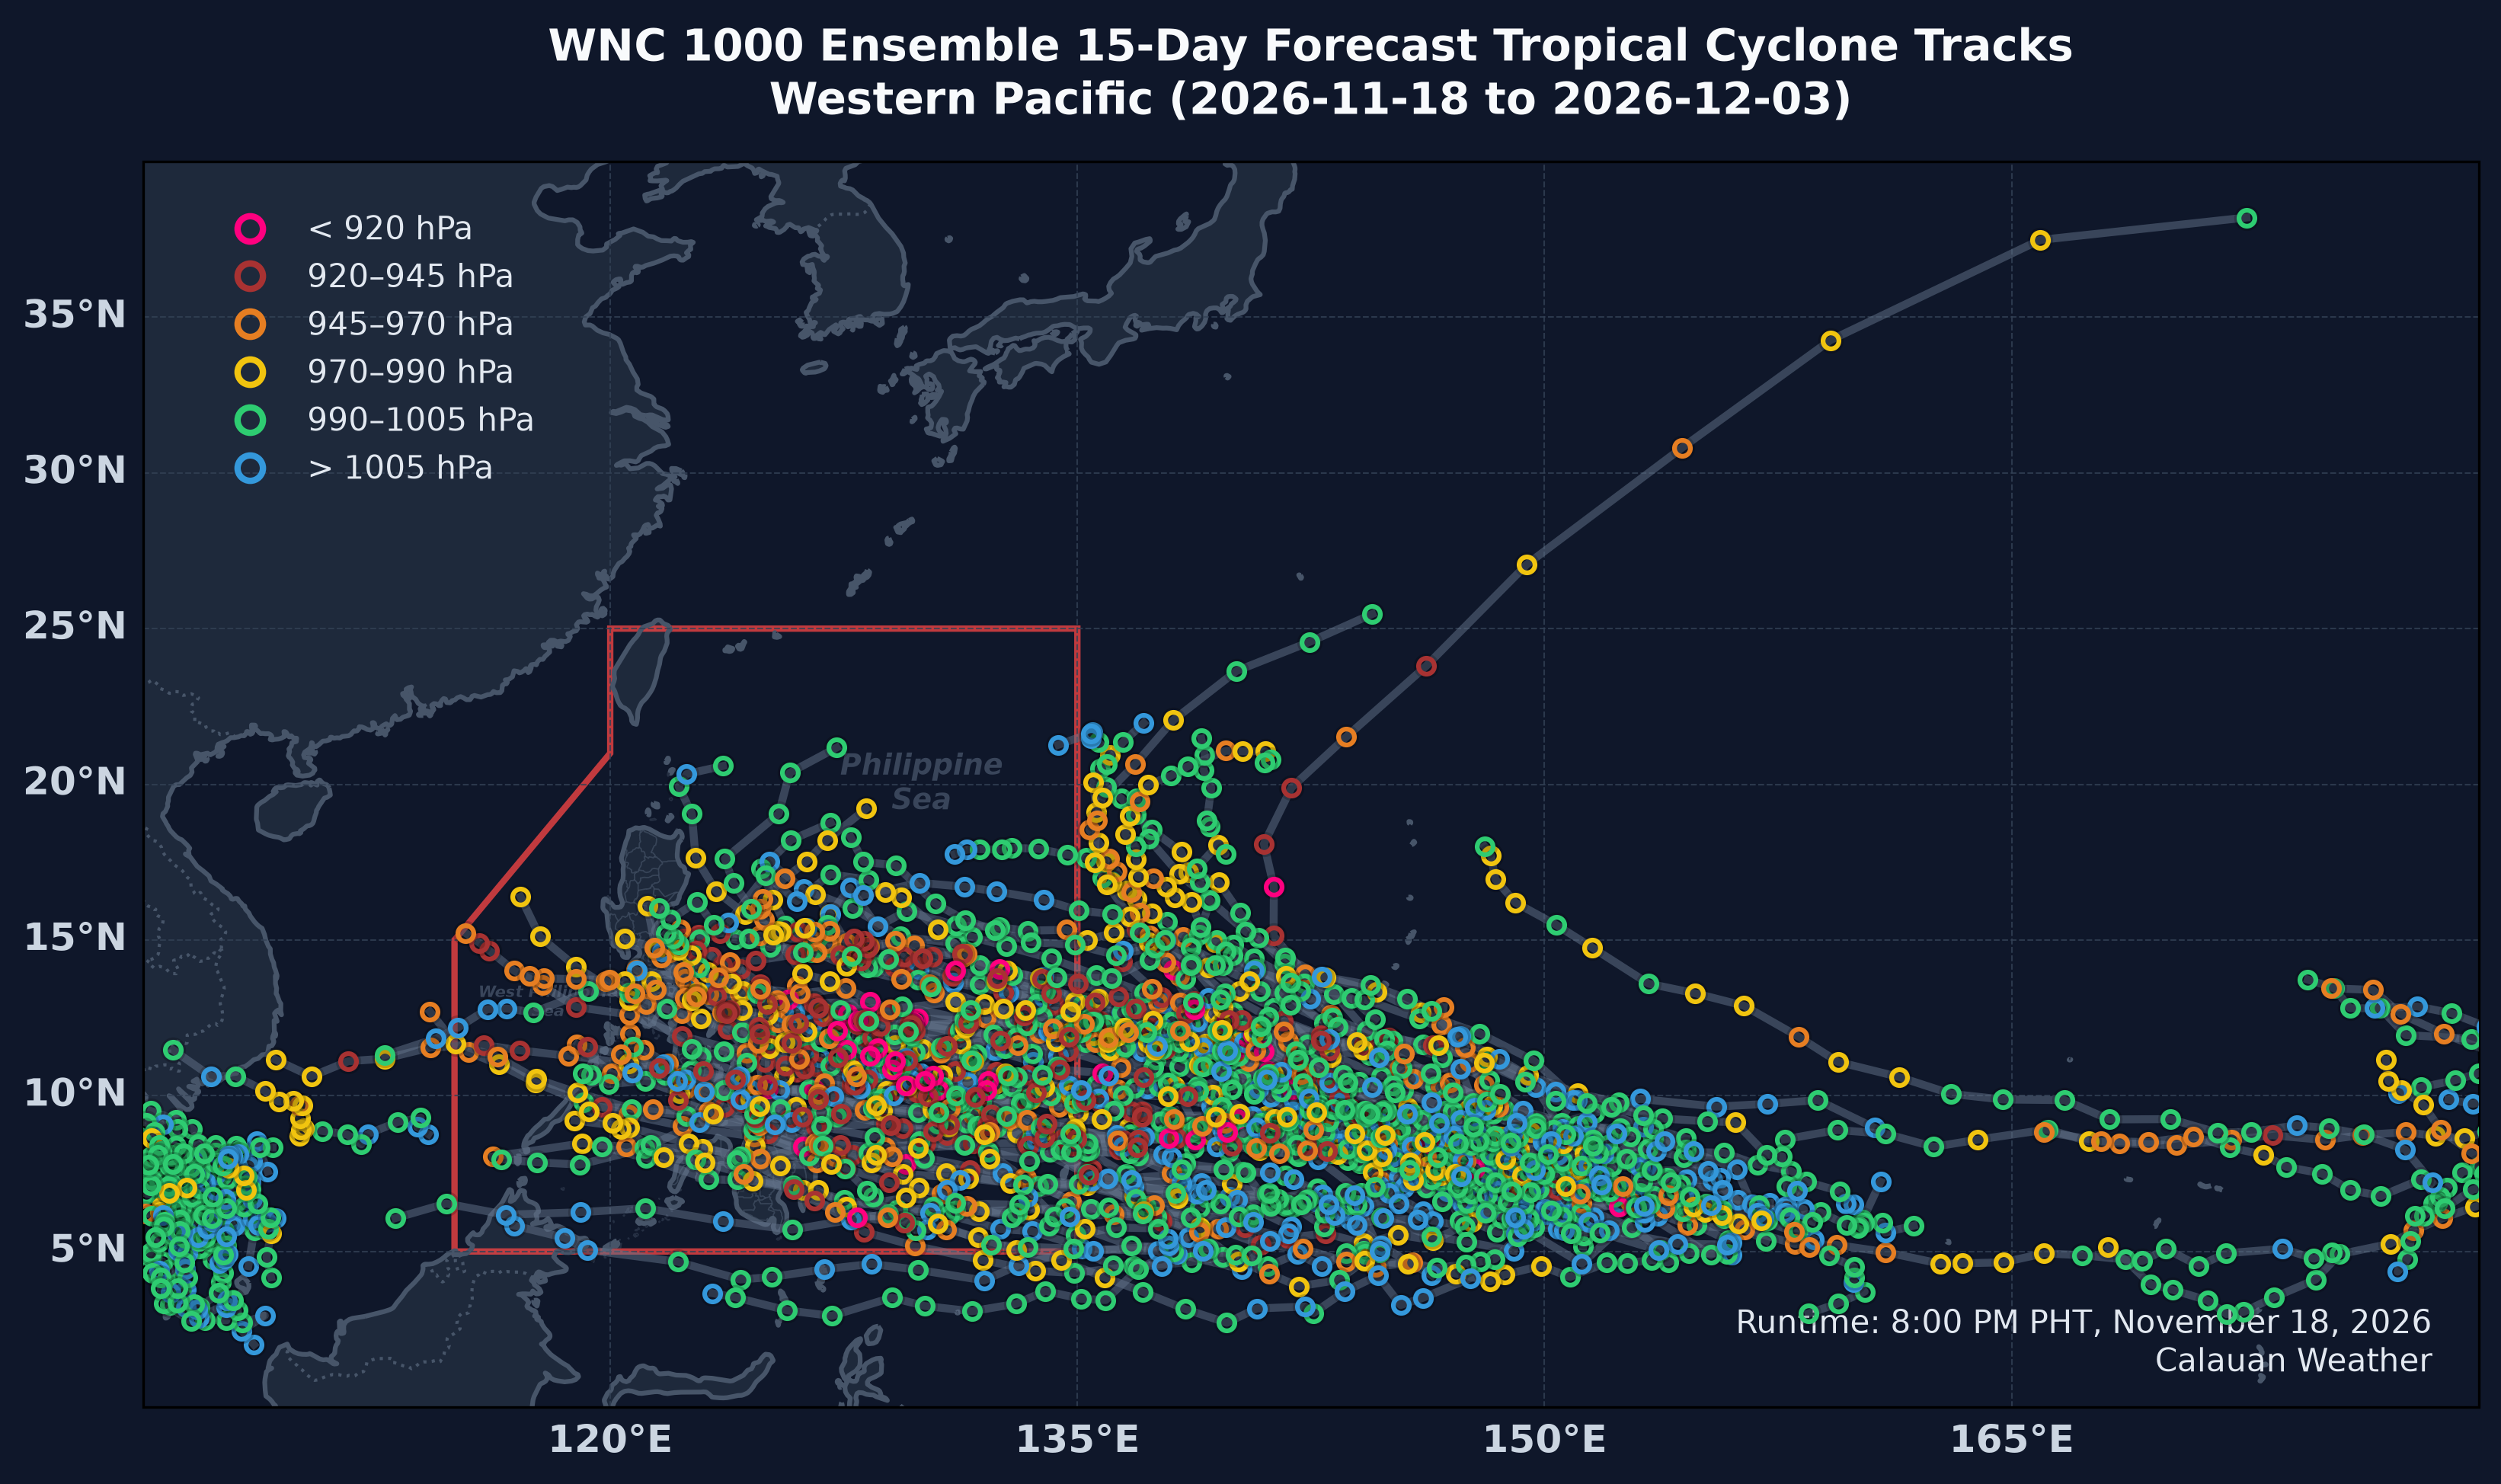 WNC 1000 Ensemble 15-Day Forecast Tropical Cyclone Tracks
Western Pacific (2026-11-18 to 2026-12-03)
< 920 hPa
920–945 hPa
945–970 hPa
970–990 hPa
990–1005 hPa
> 1005 hPa
35°N
30°N
25°N
20°N
15°N
10°N
5°N
Philippine
Sea
West
Sea
Runtime: 8:00 PM PHT, November 18, 2026
Calauan Weather
120°E
135°E
150°E
165°E